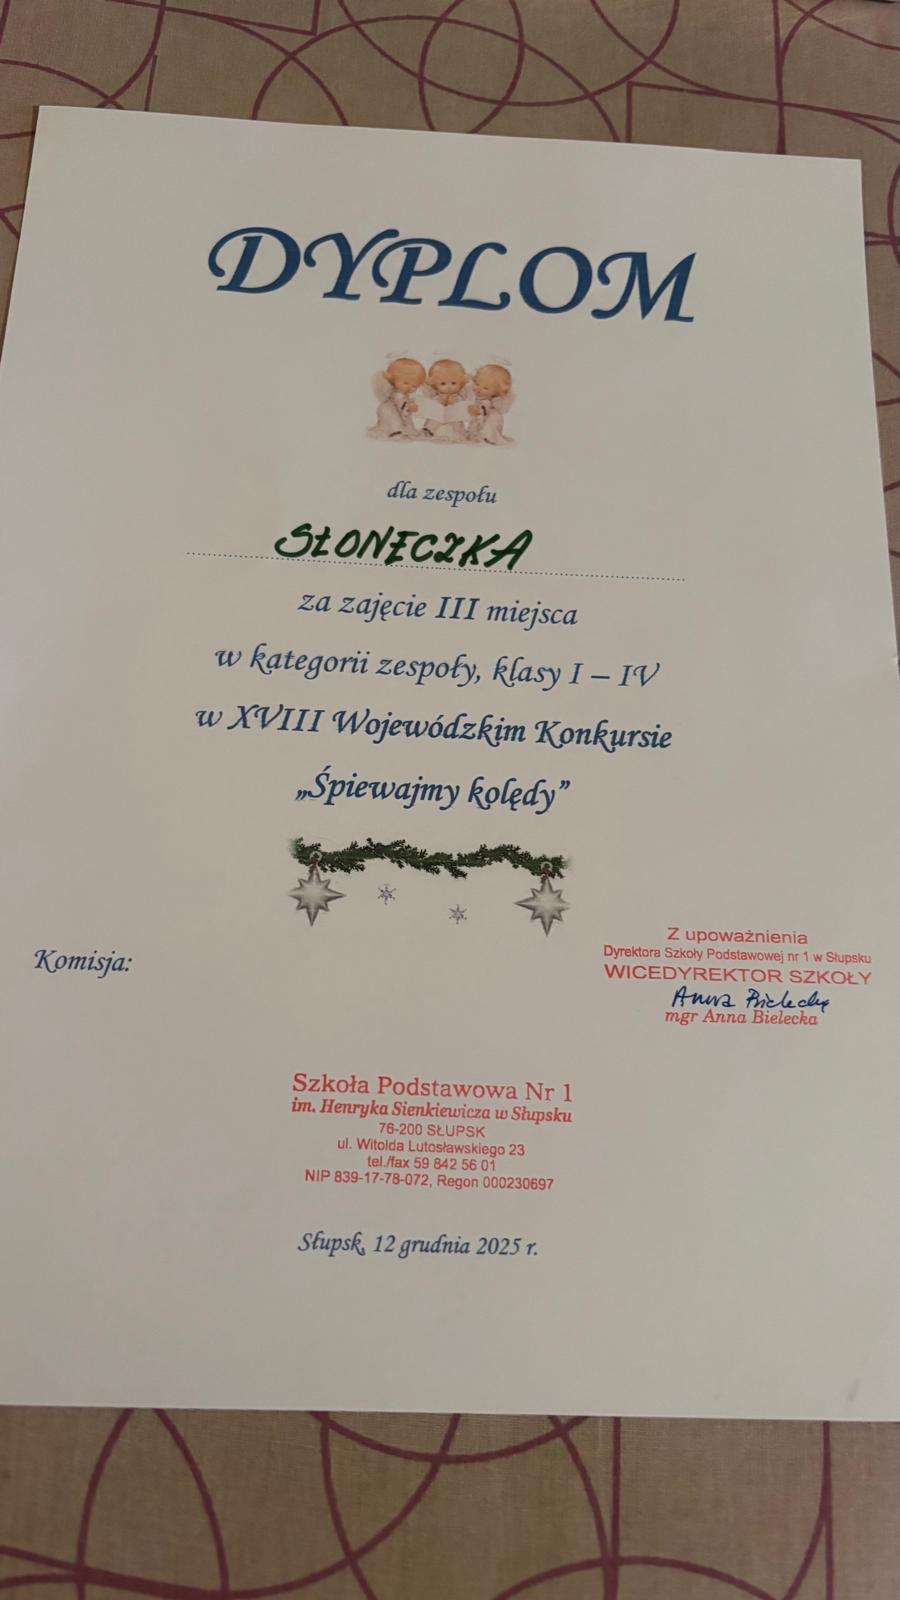 DYPLOM
dla zespołu
SŁONECZKA
za zajęcie III miejsca
w kategorii zespoły, klasy I – IV
w XVIII Wojewódzkim Konkursie
„Śpiewajmy kolędy”
Komisja:
Z upoważnienia
Dyrektora Szkoły Podstawowej nr 1 w Słupsku
WICEDYREKTOR SZKOŁY
Anna Bielecka
mgr Anna Bielecka
Szkoła Podstawowa Nr 1
im. Henryka Sienkiewicza w Słupsku
76-200 SŁUPSK
ul. Witolda Lutosławskiego 23
tel./fax 59 842 56 01
NIP 839-17-78-072, Regon 000230697
Słupsk, 12 grudnia 2025 r.